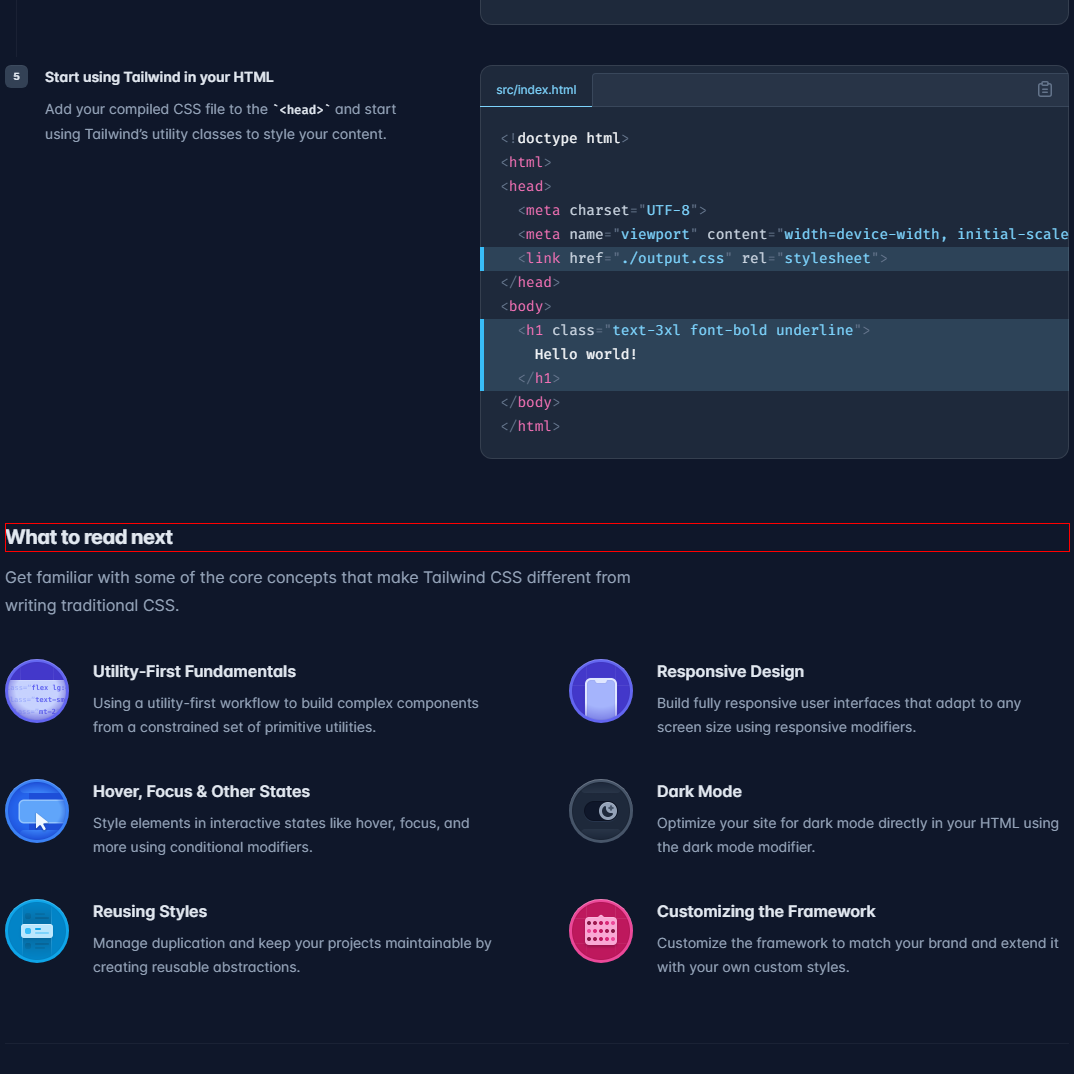 5
Start using Tailwind in your HTML
Add your compiled CSS file to the `<head>` and start
using Tailwind's utility classes to style your content.
src/index.html
<!doctype html>
<html>
<head>
<meta charset="UTF-8">
<meta name="viewport" content="width=device-width, initial-scale
<link href="./output.css" rel="stylesheet">
</head>
<body>
<h1 class="text-3xl font-bold underline">
Hello world!
</h1>
</body>
</html>
What to read next
Get familiar with some of the core concepts that make Tailwind CSS different from
writing traditional CSS.
Utility-First Fundamentals
Using a utility-first workflow to build complex components
from a constrained set of primitive utilities.
Responsive Design
Build fully responsive user interfaces that adapt to any
screen size using responsive modifiers.
Hover, Focus & Other States
Style elements in interactive states like hover, focus, and
more using conditional modifiers.
Dark Mode
Optimize your site for dark mode directly in your HTML using
the dark mode modifier.
Reusing Styles
Manage duplication and keep your projects maintainable by
creating reusable abstractions.
Customizing the Framework
Customize the framework to match your brand and extend it
with your own custom styles.